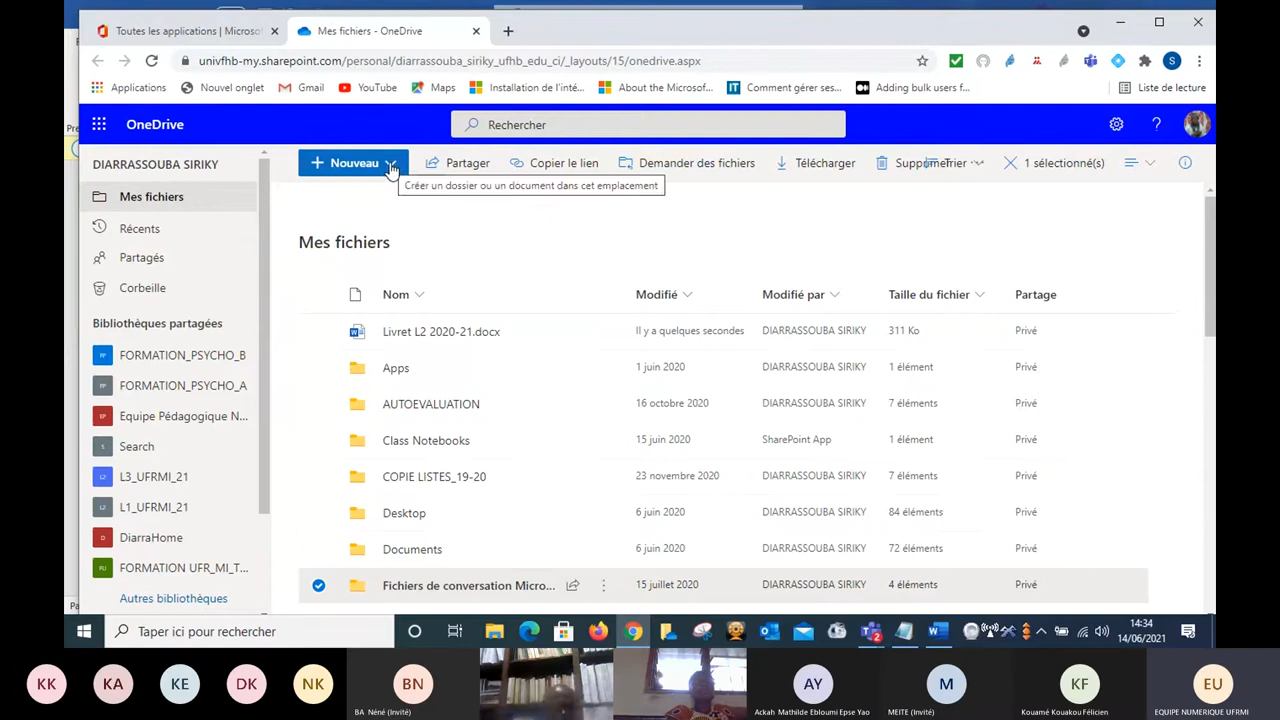 Toutes les applications | Microsof
Mes fichiers - OneDrive
univfhb-my.sharepoint.com/personal/diarrassouba_siriky_ufhb_edu_ci/_layouts/15/onedrive.aspx
Applications
Nouvel onglet
Gmail
YouTube
Maps
Installation de l'inté...
About the Microsof...
Comment gérer ses...
Adding bulk users f...
Liste de lecture
OneDrive
Rechercher
DIARRASSOUBA SIRIKY
Nouveau
Partager
Copier le lien
Demander des fichiers
Télécharger
Supprimer
Trier
1 sélectionné(s)
Créer un dossier ou un document dans cet emplacement
Mes fichiers
Récents
Partagés
Corbeille
Bibliothèques partagées
FORMATION_PSYCHO_B
FORMATION_PSYCHO_A
Equipe Pédagogique N...
Search
L3_UFRMI_21
L1_UFRMI_21
DiarraHome
FORMATION UFR_MI_T...
Autres bibliothèques
Mes fichiers
Nom Modifié Modifié par Taille du fichier Partage
Livret L2 2020-21.docx Il y a quelques secondes DIARRASSOUBA SIRIKY 311 Ko Privé
Apps 1 juin 2020 DIARRASSOUBA SIRIKY 1 élément Privé
AUTOEVALUATION 16 octobre 2020 DIARRASSOUBA SIRIKY 7 éléments Privé
Class Notebooks 15 juin 2020 SharePoint App 1 élément Privé
COPIE LISTES_19-20 23 novembre 2020 DIARRASSOUBA SIRIKY 7 éléments Privé
Desktop 6 juin 2020 DIARRASSOUBA SIRIKY 84 éléments Privé
Documents 6 juin 2020 DIARRASSOUBA SIRIKY 72 éléments Privé
Fichiers de conversation Micro... 15 juillet 2020 DIARRASSOUBA SIRIKY 4 éléments Privé
Taper ici pour rechercher
14:34
14/06/2021
KK
KA
KE
DK
NK
BN
BA Néné (Invité)
AY
Ackah Mathilde Ebloumi Epse Yao
M
MEITE (Invité)
KF
Kouamé Kouakou Félicien
EU
EQUIPE NUMERIQUE UFRMI